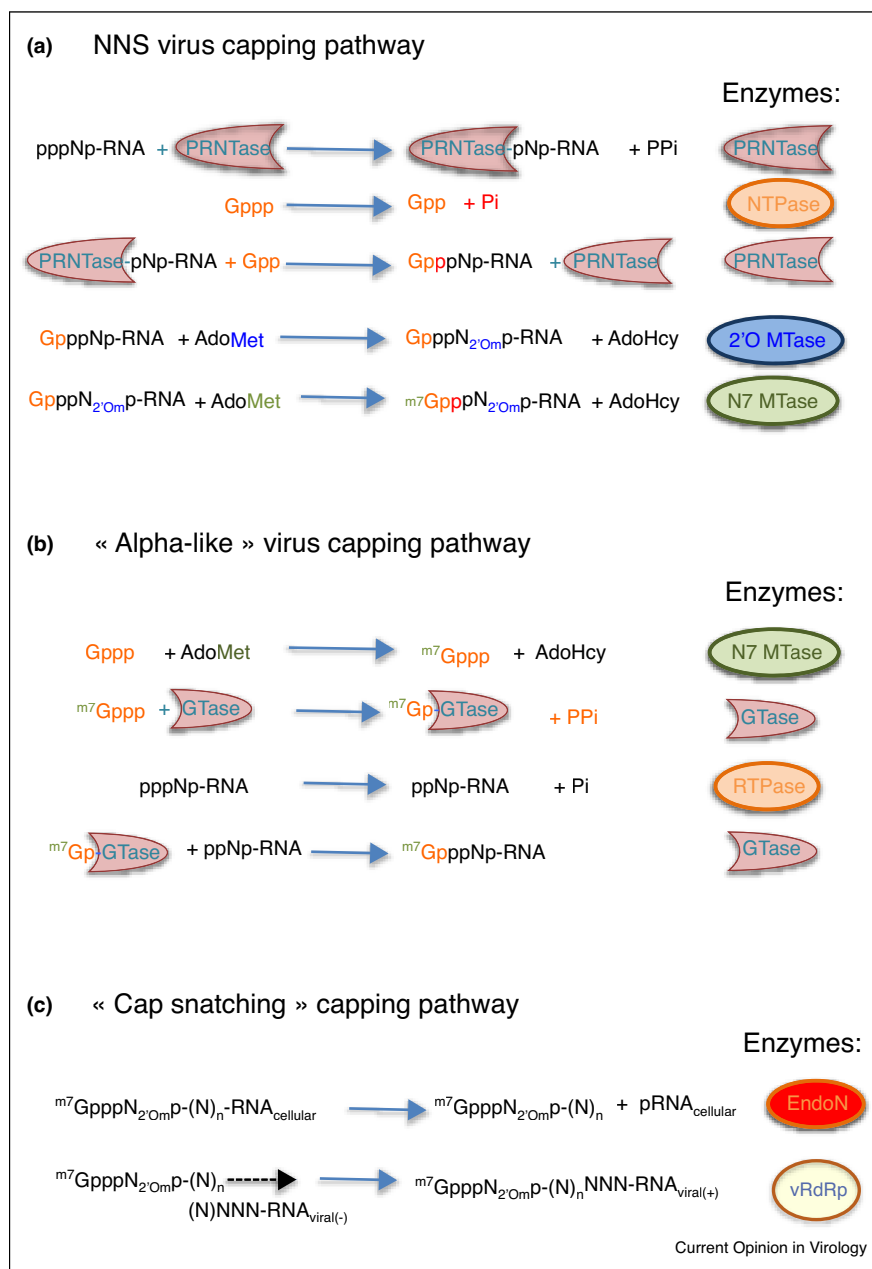 (a) NNS virus capping pathway
Enzymes:
pppNp-RNA + PRNTase PRNTase-pNp-RNA + PPi PRNTase
Gppp Gpp + Pi NTPase
PRNTase-pNp-RNA + Gpp GpppNp-RNA + PRNTase PRNTase
GpppNp-RNA + AdoMet GpppN2'Omp-RNA + AdoHcy 2'O MTase
GpppN2'Omp-RNA + AdoMet m7GpppN2'Omp-RNA + AdoHcy N7 MTase
(b) « Alpha-like » virus capping pathway
Enzymes:
Gppp + AdoMet m7Gppp + AdoHcy N7 MTase
m7Gppp + GTase m7Gp-GTase + PPi GTase
pppNp-RNA ppNp-RNA + Pi RTPase
m7Gp-GTase + ppNp-RNA m7GpppNp-RNA GTase
(c) « Cap snatching » capping pathway
Enzymes:
m7GpppN2'Omp-(N)n-RNAcellular m7GpppN2'Omp-(N)n + pRNAcellular EndoN
m7GpppN2'Omp-(N)n m7GpppN2'Omp-(N)nNNN-RNAviral(+) vRdRp
(N)NNN-RNAviral(-)
Current Opinion in Virology